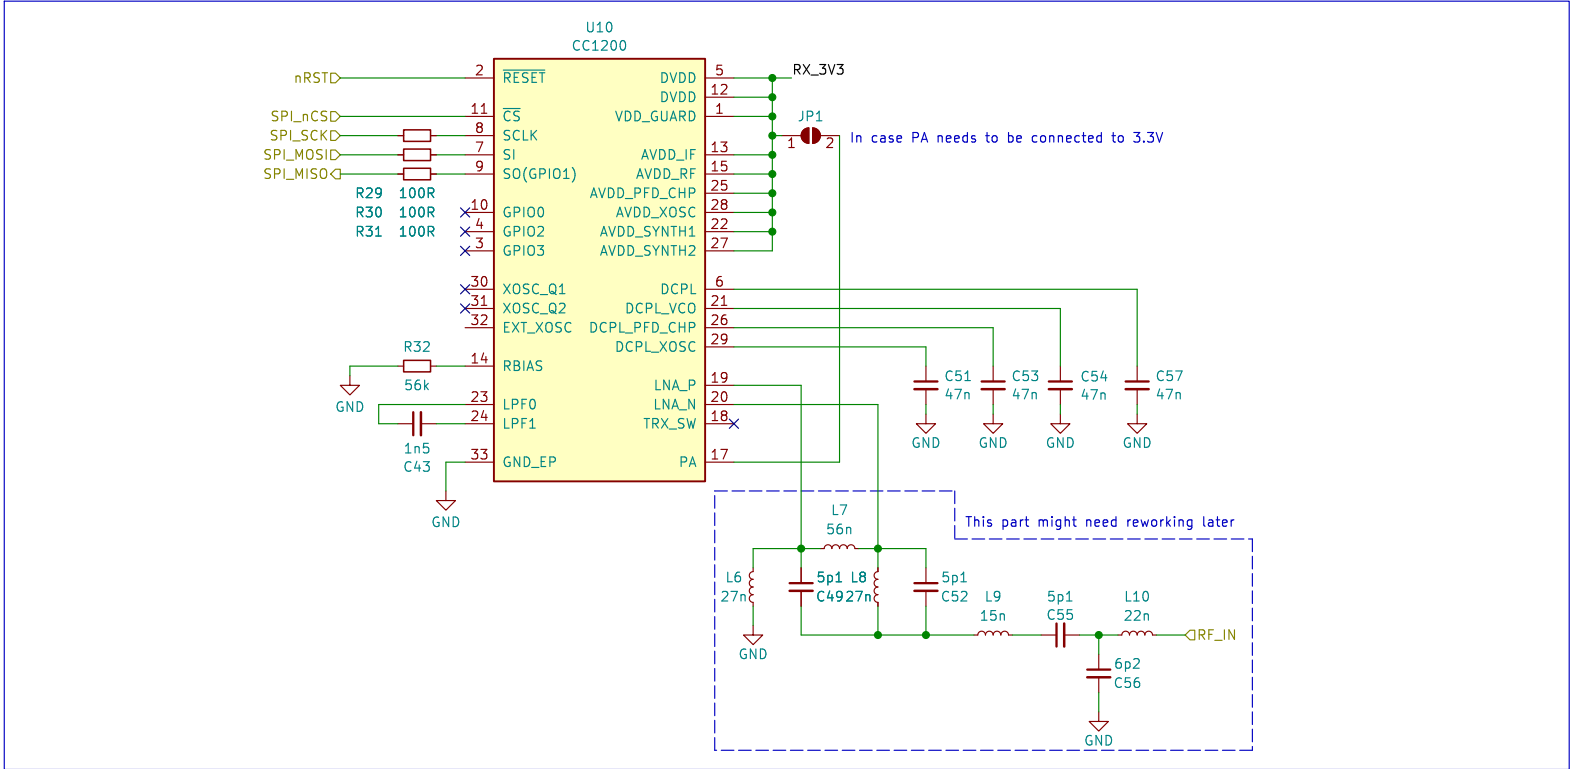 U10
CC1200
nRST
2
RESET
SPI_nCS
11
CS
SPI_SCK
8
SCLK
SPI_MOSI
7
SI
SPI_MISO
9
SO(GPIO1)
R29 100R
R30 100R
R31 100R
10
GPIO0
4
GPIO2
3
GPIO3
30
XOSC_Q1
31
XOSC_Q2
32
EXT_XOSC
R32
56k
GND
14
RBIAS
23
LPF0
24
LPF1
1n5
C43
33
GND_EP
GND
DVDD
5
RX_3V3
DVDD
12
VDD_GUARD
1
JP1
1
2
In case PA needs to be connected to 3.3V
AVDD_IF
13
AVDD_RF
15
AVDD_PFD_CHP
25
AVDD_XOSC
28
AVDD_SYNTH1
22
AVDD_SYNTH2
27
DCPL
6
DCPL_VCO
21
DCPL_PFD_CHP
26
DCPL_XOSC
29
LNA_P
19
LNA_N
20
TRX_SW
18
PA
17
C51
47n
GND
C53
47n
GND
C54
47n
GND
C57
47n
GND
This part might need reworking later
L7
56n
L6
27n
GND
5p1
C49
L8
27n
5p1
C52
L9
15n
5p1
C55
L10
22n
RF_IN
6p2
C56
GND